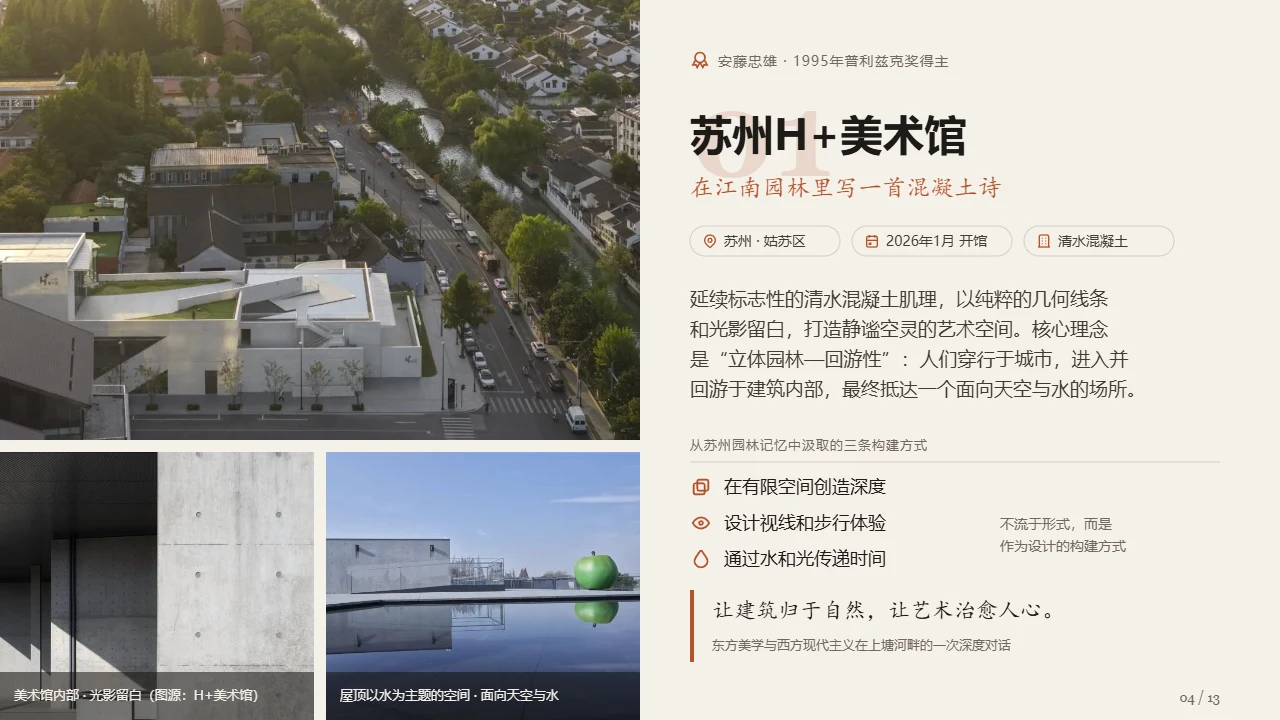 安藤忠雄 · 1995年普利兹克奖得主
01
苏州H+美术馆
在江南园林里写一首混凝土诗
苏州 · 姑苏区
2026年1月 开馆
清水混凝土
延续标志性的清水混凝土肌理，以纯粹的几何线条
和光影留白，打造静谧空灵的艺术空间。核心理念
是“立体园林—回游性”：人们穿行于城市，进入并
回游于建筑内部，最终抵达一个面向天空与水的场所。
从苏州园林记忆中汲取的三条构建方式
在有限空间创造深度
设计视线和步行体验
通过水和光传递时间
不流于形式，而是
作为设计的构建方式
让建筑归于自然，让艺术治愈人心。
东方美学与西方现代主义在上塘河畔的一次深度对话
美术馆内部 · 光影留白（图源：H+美术馆）
屋顶以水为主题的空间 · 面向天空与水
04 / 13